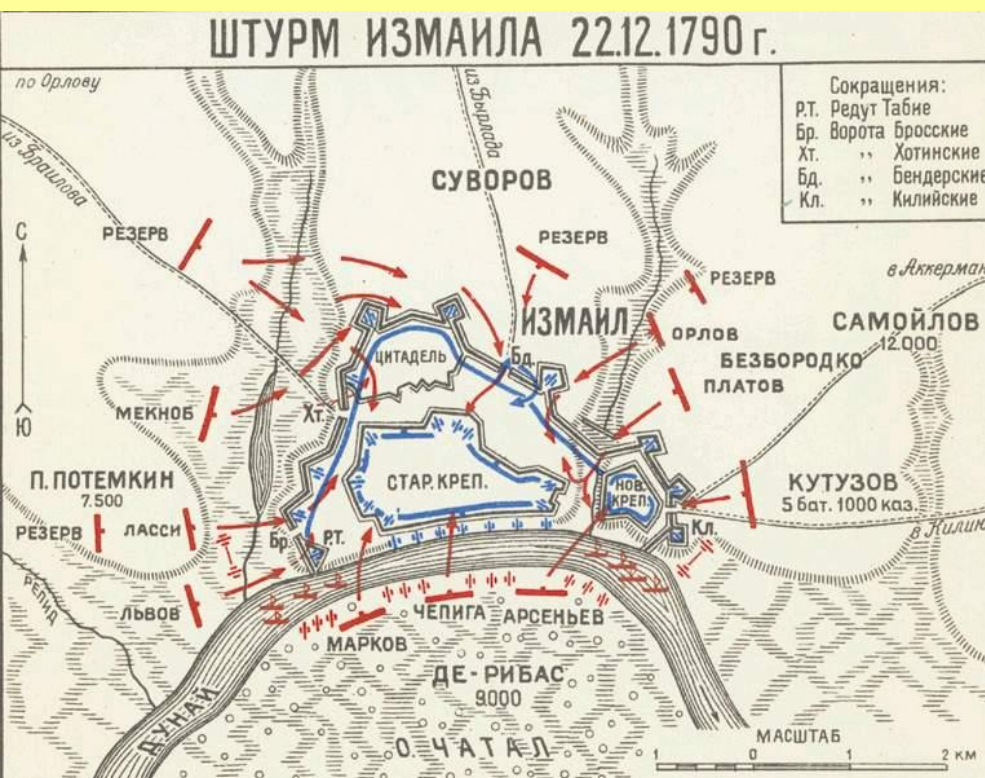 ШТУРМ ИЗМАИЛА 22.12.1790 г.
по Орлову
Сокращения:
Р.Т. Редут Табие
Бр. Ворота Бросские
Хт. ,, Хотинские
Бд. ,, Бендерские
Кл. ,, Килийские
из Браилова
из Бырлада
СУВОРОВ
С
Ю
РЕЗЕРВ
РЕЗЕРВ
РЕЗЕРВ
в Аккерман
ИЗМАИЛ
ОРЛОВ
САМОЙЛОВ
12.000
БЕЗБОРОДКО
ПЛАТОВ
ЦИТАДЕЛЬ
Бд.
МЕКНОБ
Хт.
П. ПОТЕМКИН
7.500
СТАР. КРЕП.
НОВ.
КРЕП.
КУТУЗОВ
5 бат. 1000 каз.
РЕЗЕРВ
ЛАССИ
Бр.
Р.Т.
Кл.
в Килию
РЕПИД
ЛЬВОВ
МАРКОВ
ЧЕПИГА
АРСЕНЬЕВ
ДЕ-РИБАС
9.000
ДУНАЙ
О. ЧАТАЛ
МАСШТАБ
1 0 1 2 км